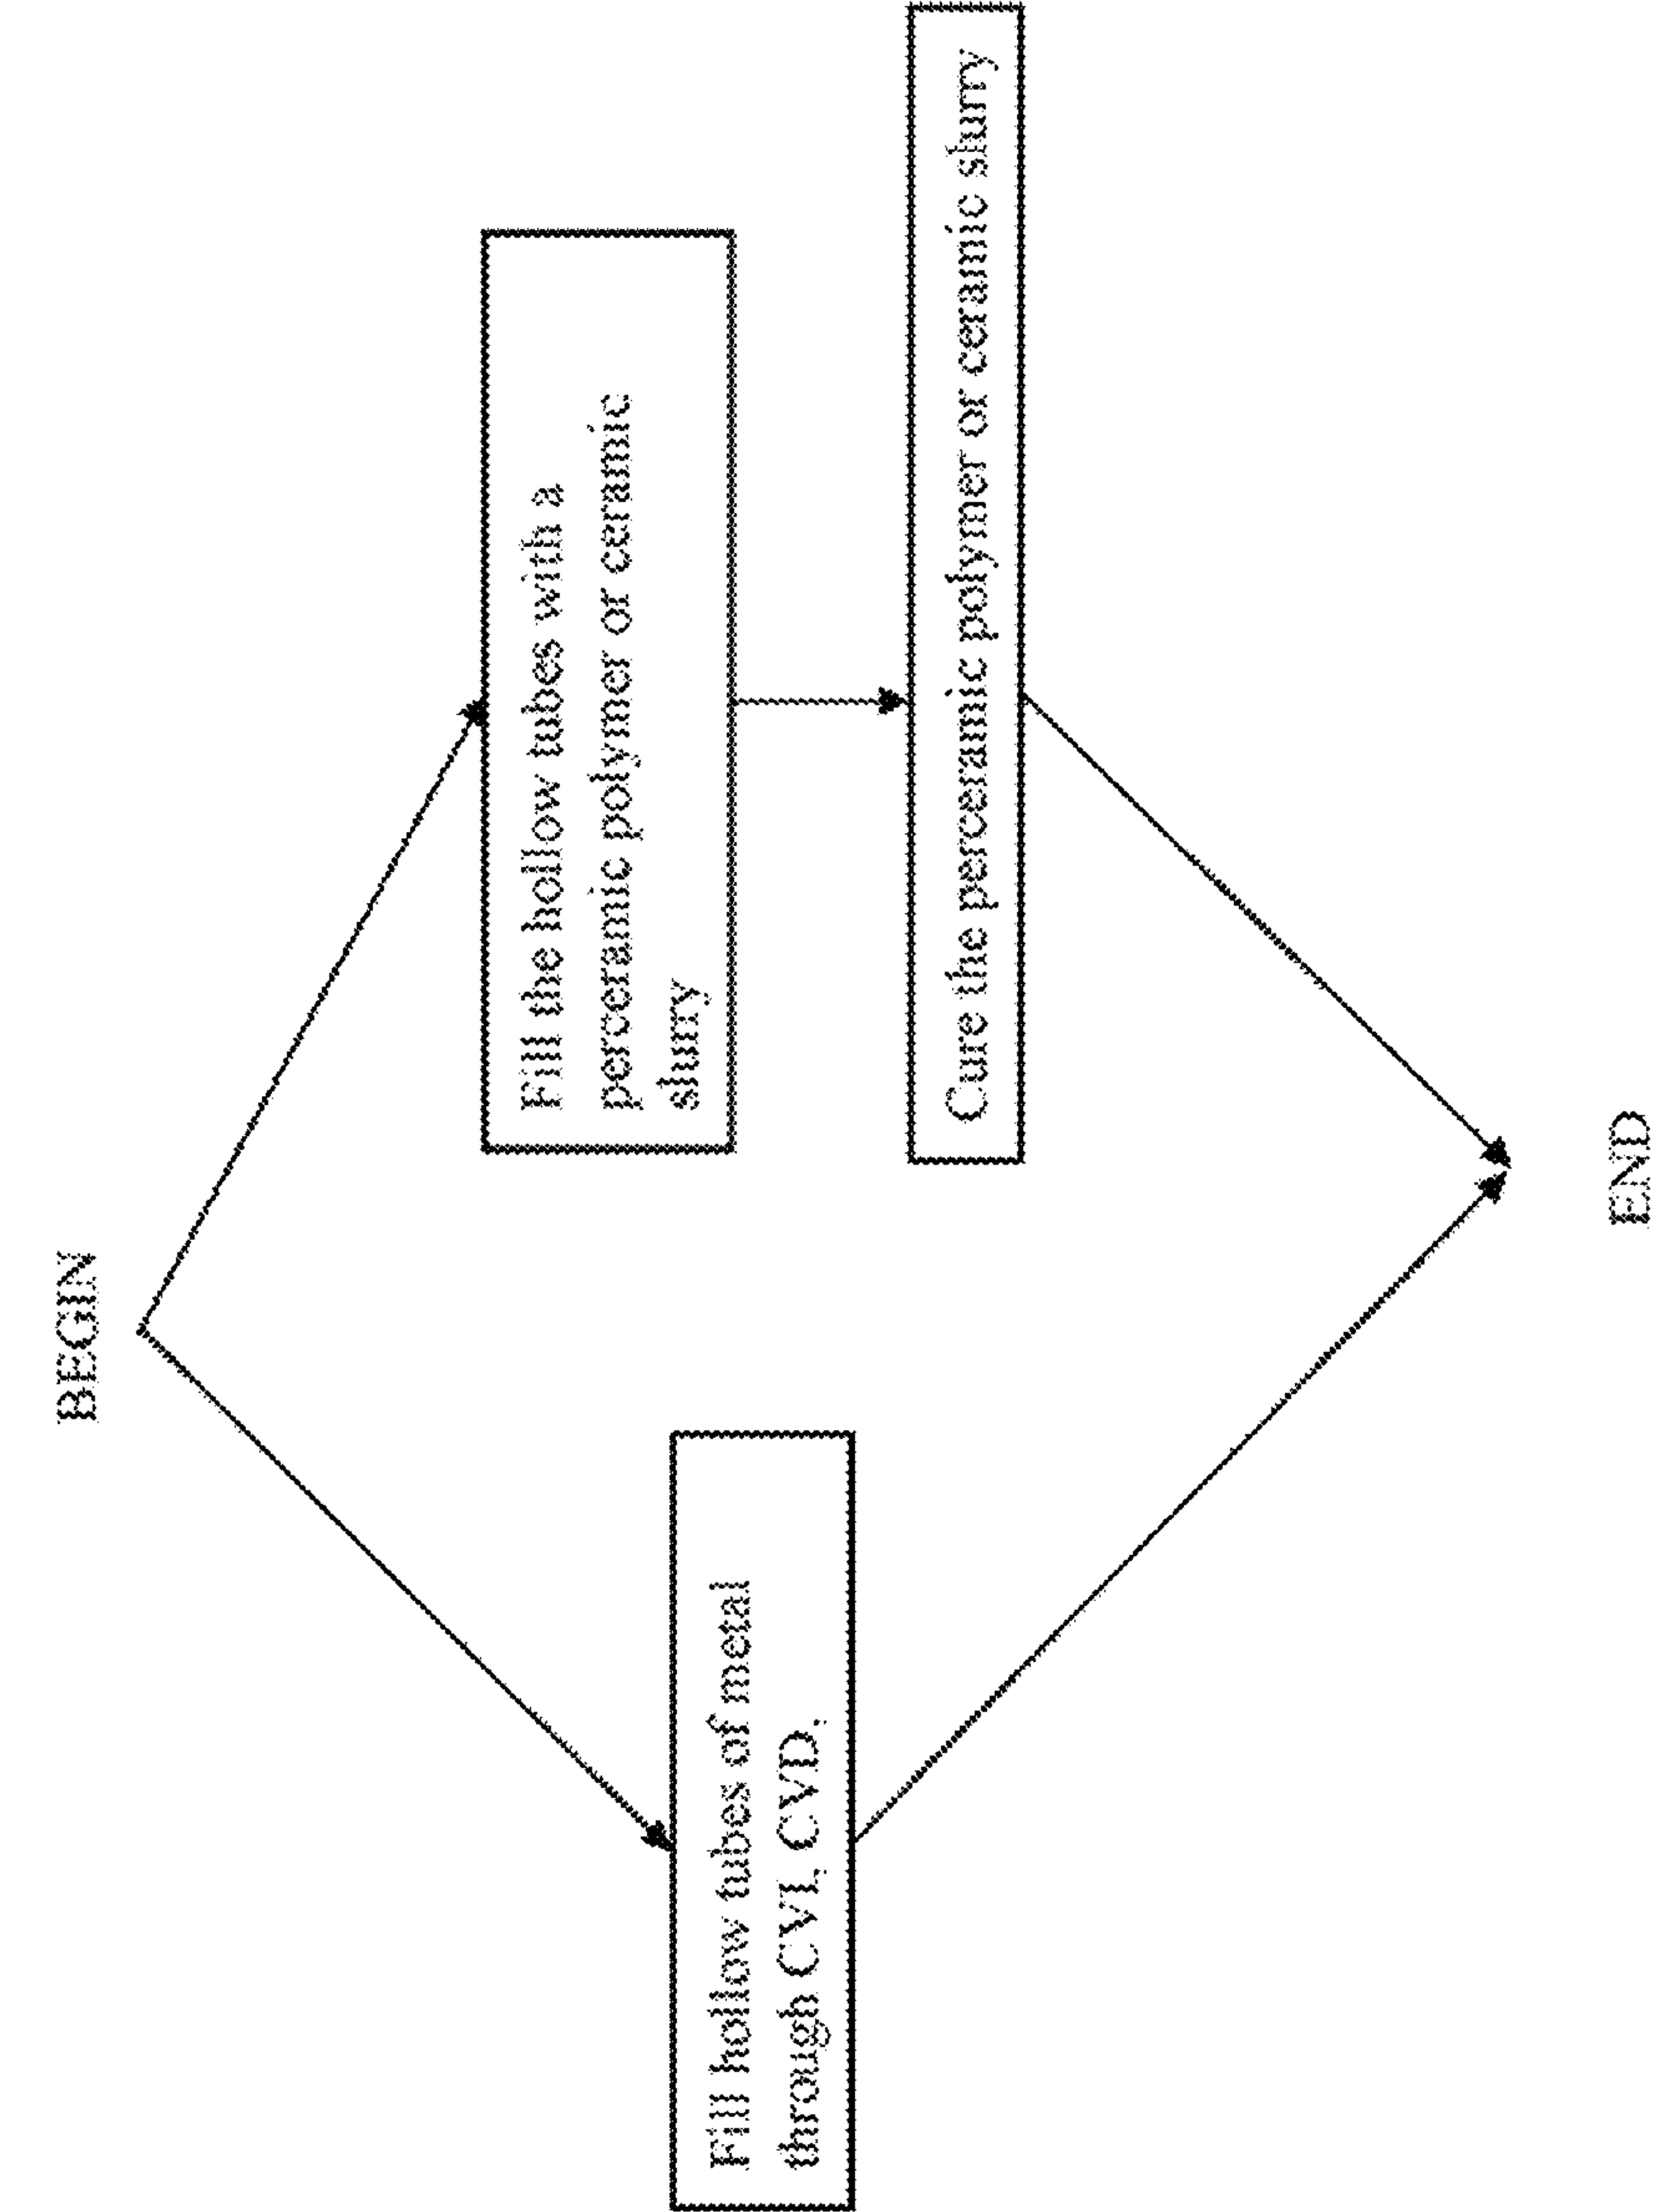 BEGIN
Fill hollow tubes of metal
through CVI, CVD,
Fill the hollow tubes with a
perceramic polymer or ceramic
slurry
Cure the perceramic polymer or ceramic slurry
END